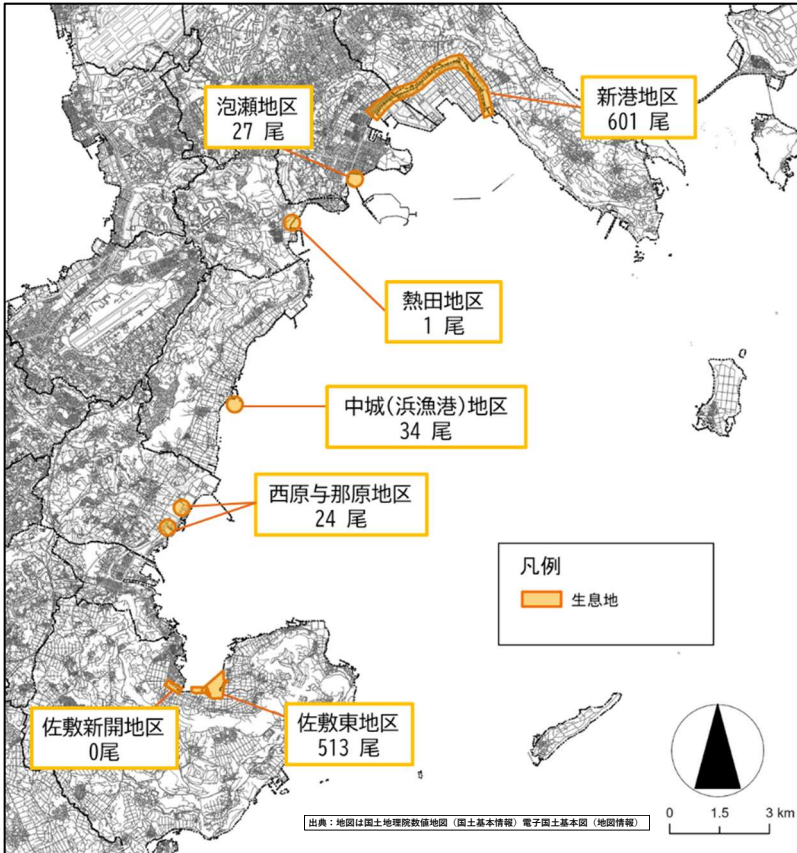 泡瀬地区
27 尾
新港地区
601 尾
熱田地区
1 尾
中城(浜漁港)地区
34 尾
西原与那原地区
24 尾
凡例
生息地
佐敷新開地区
0尾
佐敷東地区
513 尾
出典：地図は国土地理院数値地図（国土基本情報）電子国土基本図（地図情報）
0 1.5 3 km